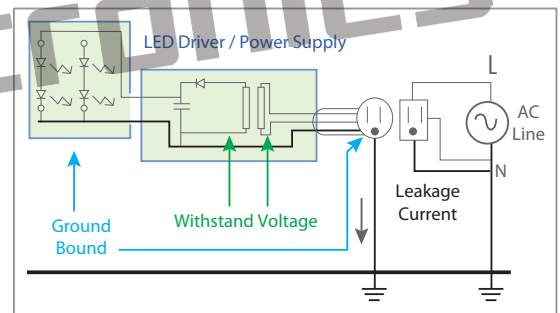 LED Driver / Power Supply
L
AC
Line
N
Leakage
Current
Withstand Voltage
Ground
Bound